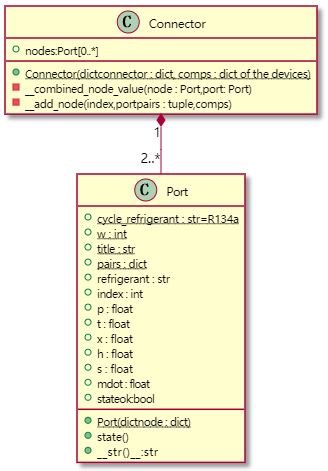 C Connector
nodes:Port[0..*]
Connector(dictconnector : dict, comps : dict of the devices)
__combined_node_value(node : Port,port: Port)
__add_node(index,portpairs : tuple,comps)
1
2..*
C Port
cycle_refrigerant : str=R134a
w : int
title : str
pairs : dict
refrigerant : str
index : int
p : float
t : float
x : float
h : float
s : float
mdot : float
stateok:bool
Port(dictnode : dict)
state()
__str()__:str